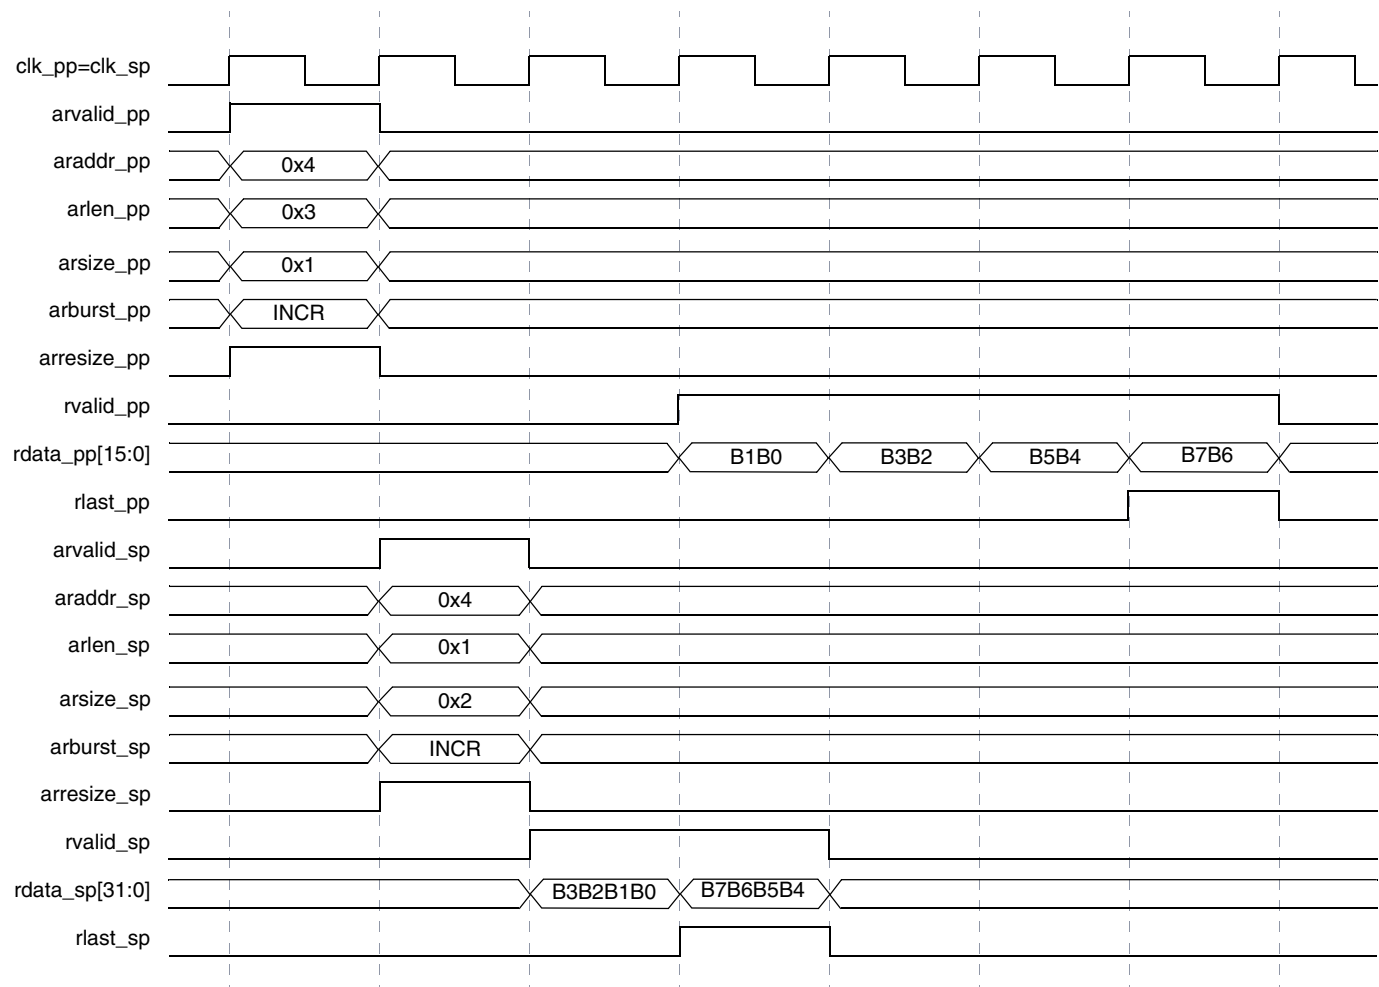 clk_pp=clk_sp
arvalid_pp
araddr_pp 0x4
arlen_pp 0x3
arsize_pp 0x1
arburst_pp INCR
arresize_pp
rvalid_pp
rdata_pp[15:0] B1B0 B3B2 B5B4 B7B6
rlast_pp
arvalid_sp
araddr_sp 0x4
arlen_sp 0x1
arsize_sp 0x2
arburst_sp INCR
arresize_sp
rvalid_sp
rdata_sp[31:0] B3B2B1B0 B7B6B5B4
rlast_sp